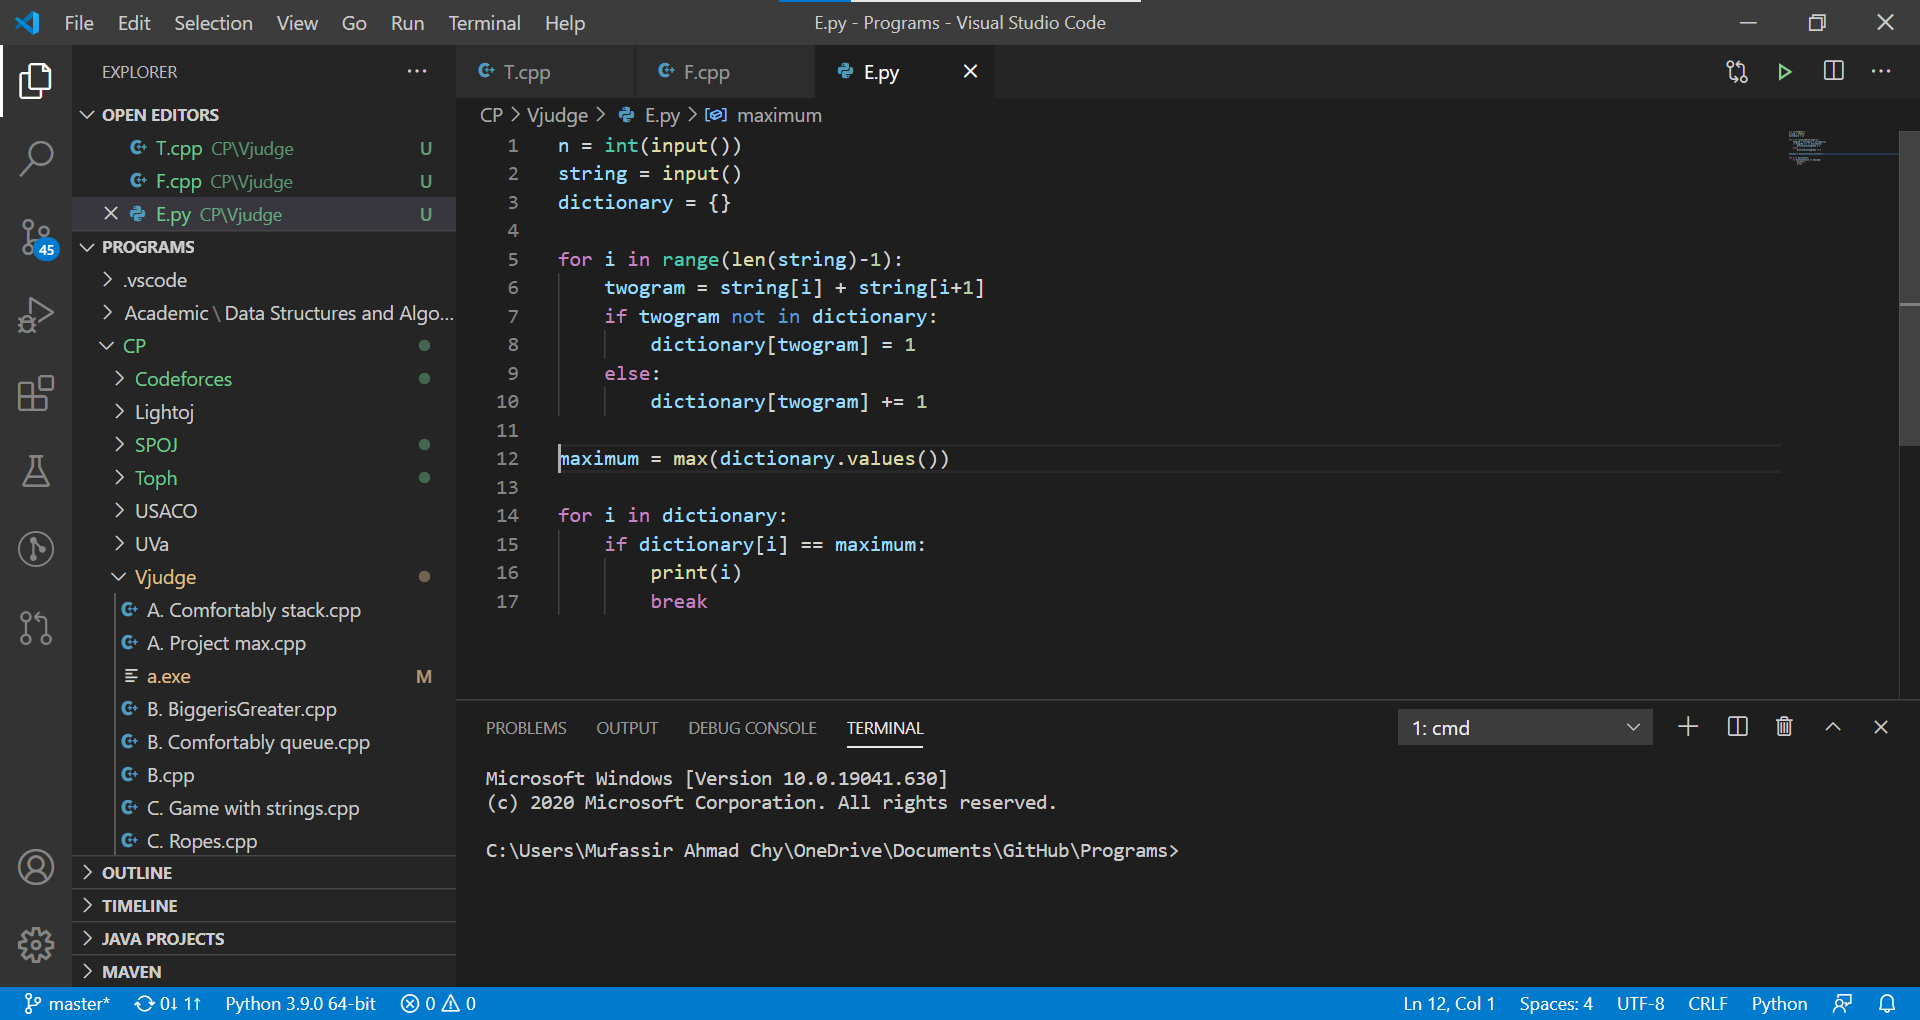 File Edit Selection View Go Run Terminal Help E.py - Programs - Visual Studio Code
EXPLORER
OPEN EDITORS
T.cpp CP\Vjudge U
F.cpp CP\Vjudge U
E.py CP\Vjudge U
45
PROGRAMS
.vscode
Academic \ Data Structures and Algo...
CP
Codeforces
Lightoj
SPOJ
Toph
USACO
UVa
Vjudge
A. Comfortably stack.cpp
A. Project max.cpp
a.exe M
B. BiggerisGreater.cpp
B. Comfortably queue.cpp
B.cpp
C. Game with strings.cpp
C. Ropes.cpp
OUTLINE
TIMELINE
JAVA PROJECTS
MAVEN
T.cpp F.cpp E.py
CP > Vjudge > E.py > maximum
1 n = int(input())
2 string = input()
3 dictionary = {}
4
5 for i in range(len(string)-1):
6 twogram = string[i] + string[i+1]
7 if twogram not in dictionary:
8 dictionary[twogram] = 1
9 else:
10 dictionary[twogram] += 1
11
12 maximum = max(dictionary.values())
13
14 for i in dictionary:
15 if dictionary[i] == maximum:
16 print(i)
17 break
PROBLEMS OUTPUT DEBUG CONSOLE TERMINAL 1: cmd
Microsoft Windows [Version 10.0.19041.630]
(c) 2020 Microsoft Corporation. All rights reserved.
C:\Users\Mufassir Ahmad Chy\OneDrive\Documents\GitHub\Programs>
master* 0↓ 1↑ Python 3.9.0 64-bit 0 0 Ln 12, Col 1 Spaces: 4 UTF-8 CRLF Python